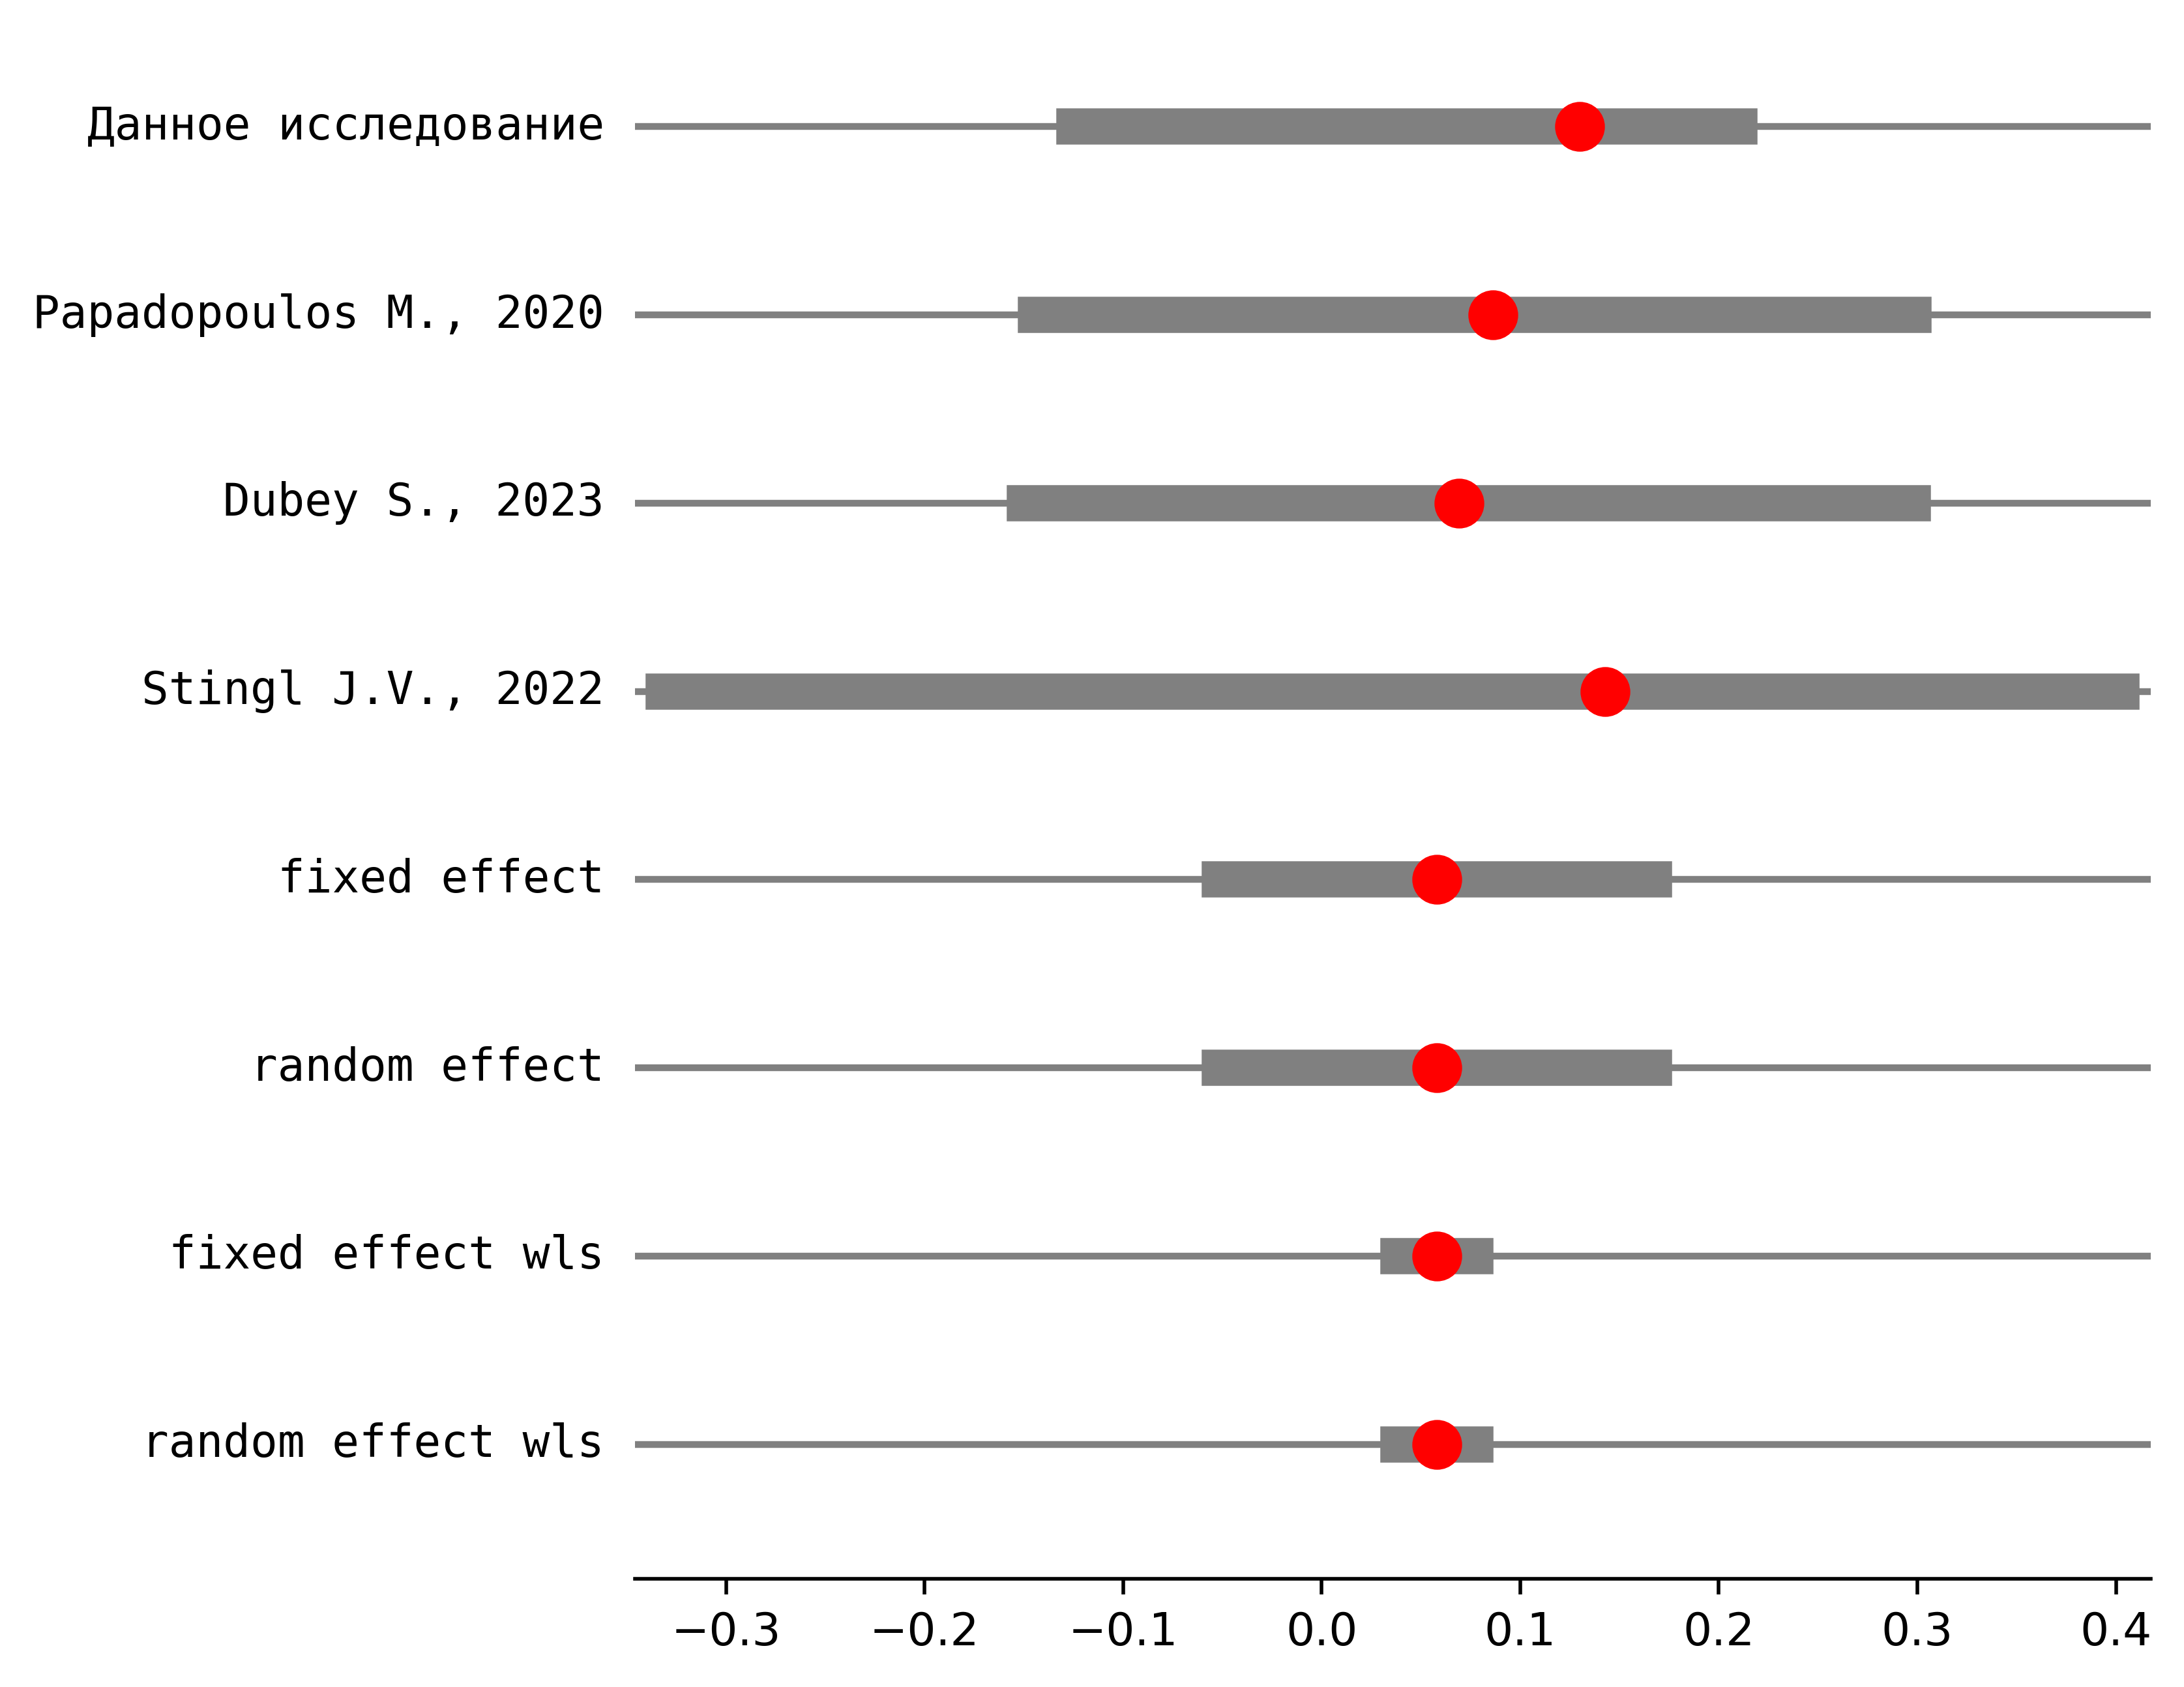 Данное исследование
Papadopoulos M., 2020
Dubey S., 2023
Stingl J.V., 2022
fixed effect
random effect
fixed effect wls
random effect wls
−0.3 −0.2 −0.1 0.0 0.1 0.2 0.3 0.4